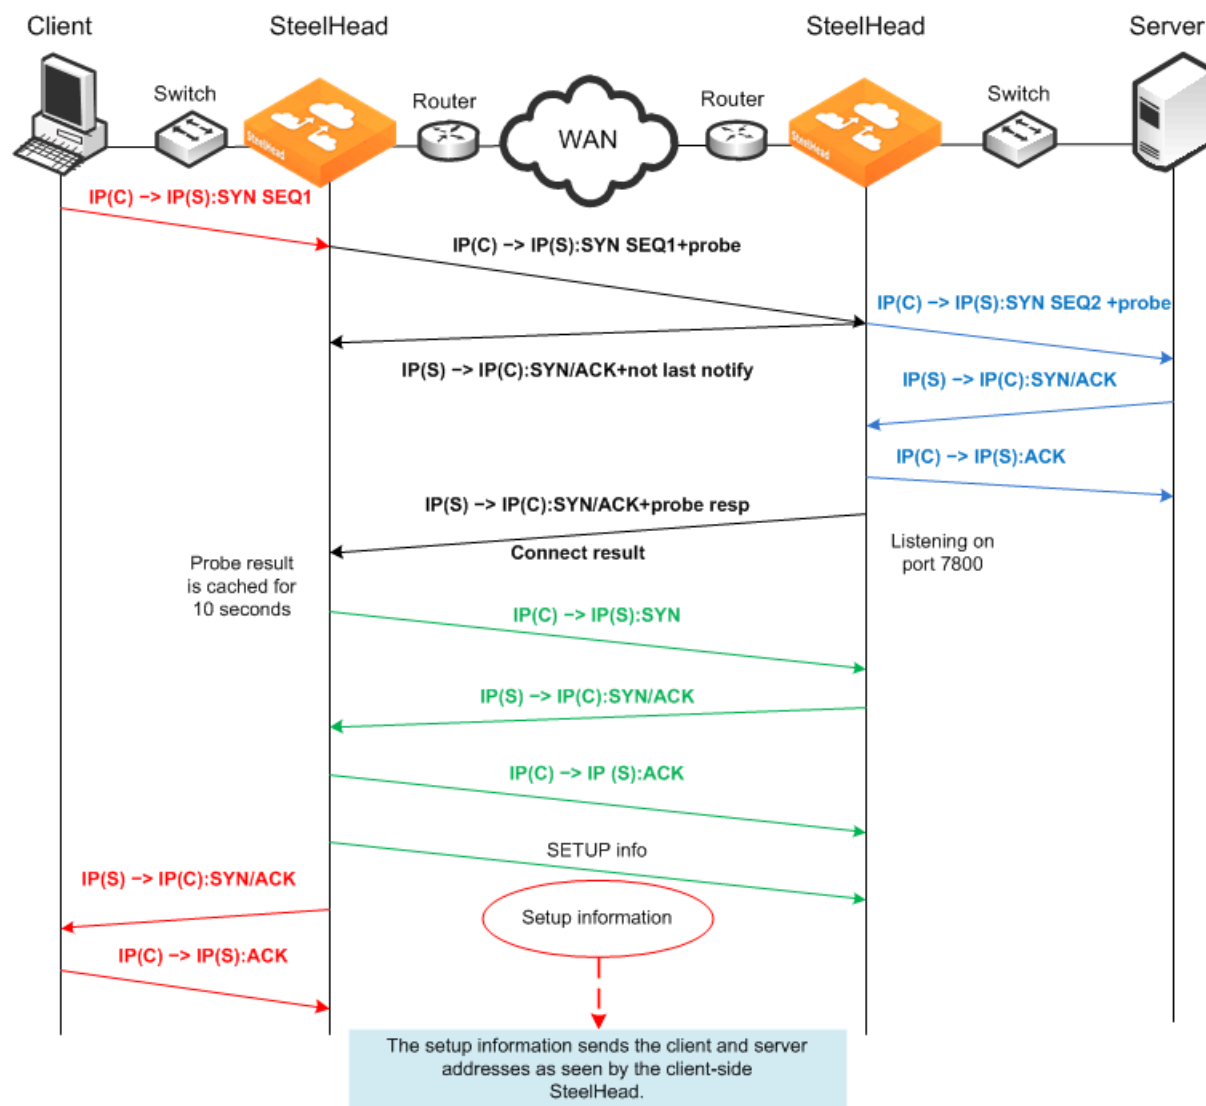 Client
SteelHead
SteelHead
Server
Switch
Router
Router
Switch
SteelHead
WAN
SteelHead
IP(C) −> IP(S):SYN SEQ1
IP(C) −> IP(S):SYN SEQ1+probe
IP(C) −> IP(S):SYN SEQ2 +probe
IP(S) −> IP(C):SYN/ACK+not last notify
IP(S) −> IP(C):SYN/ACK
IP(C) −> IP(S):ACK
IP(S) −> IP(C):SYN/ACK+probe resp
Connect result
Listening on
port 7800
Probe result
is cached for
10 seconds
IP(C) −> IP(S):SYN
IP(S) −> IP(C):SYN/ACK
IP(C) −> IP (S):ACK
SETUP info
IP(S) −> IP(C):SYN/ACK
Setup information
IP(C) −> IP(S):ACK
The setup information sends the client and server
addresses as seen by the client-side
SteelHead.